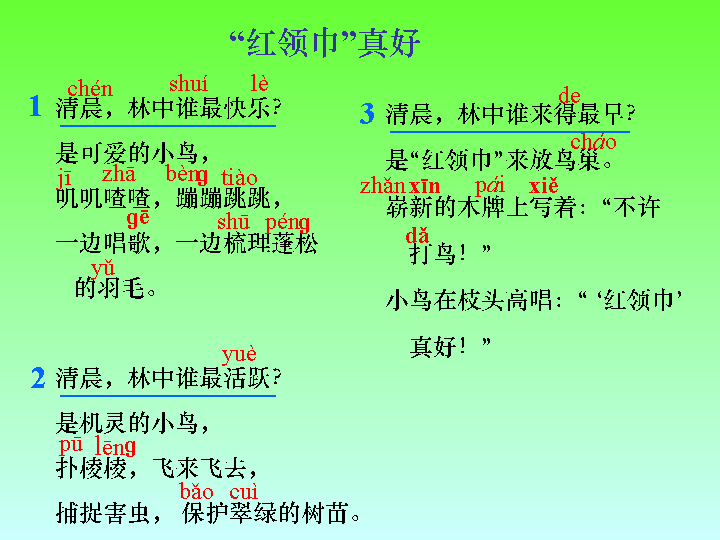 “红领巾”真好
chén shuí lè
1 清晨，林中谁最快乐？
是可爱的小鸟，
jī zhā bèng tiào
叽叽喳喳，蹦蹦跳跳，
gē shū péng
一边唱歌，一边梳理蓬松
yǔ
的羽毛。
yuè
2 清晨，林中谁最活跃？
是机灵的小鸟，
pū lēng
扑棱棱，飞来飞去，
bǎo cuì
捕捉害虫，保护翠绿的树苗。
de
3 清晨，林中谁来得最早？
cháo
是“红领巾”来放鸟巢。
zhǎn xīn pái xiě
崭新的木牌上写着：“不许
dǎ
打鸟！”
小鸟在枝头高唱：“‘红领巾’
真好！”